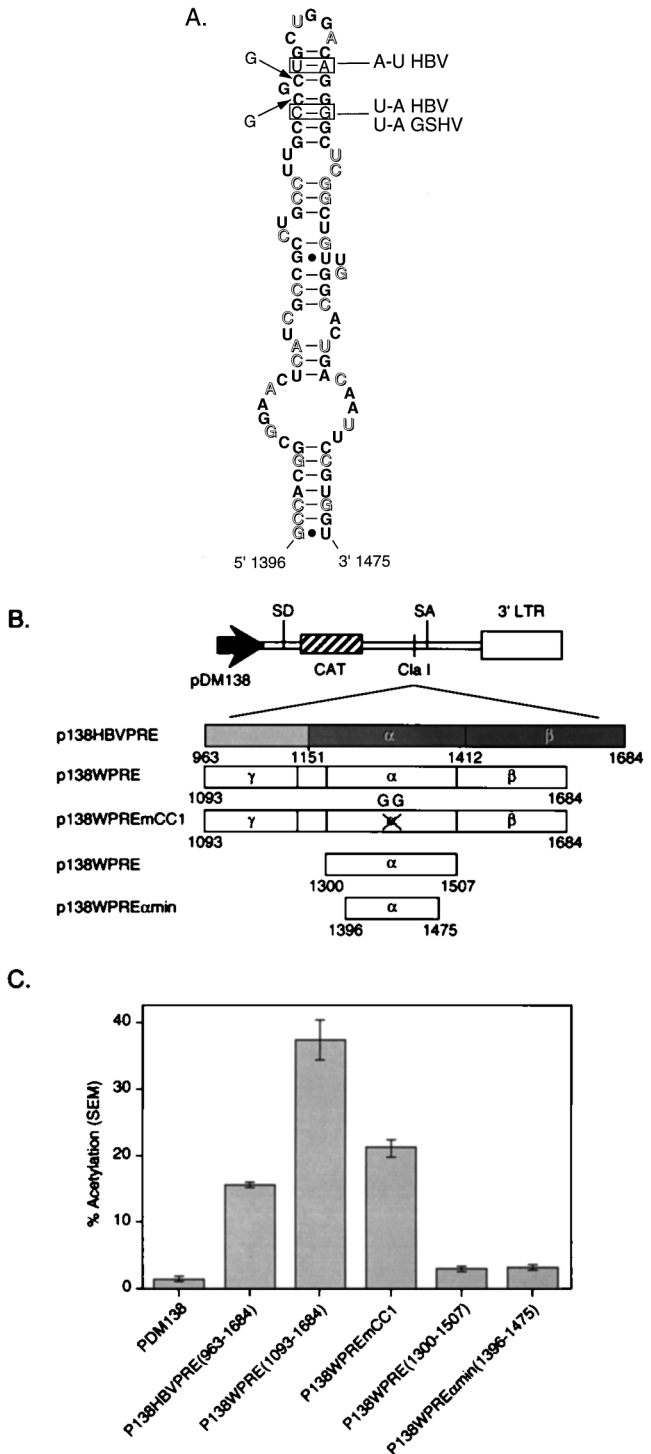 A.
G
U G
C A
G – C
G U – A A-U HBV
C – G
G
C – G U-A HBV
G C – G U-A GSHV
C – G
G – C
U U
U C
C – G
C – G
G – C
U U
C G
C – G
G • U U
C – G G
C – G
G – C
C A
U C
A U
C – G
U – A
C C
A A
A A
G U
G U
C
G – C
G – C
C – G
A – U
C – G
C – G
G • U
5' 1396 3' 1475
B.
SD SA 3' LTR
pDM138 CAT Cla I
p138HBVPRE α β
963 1151 1412 1684
p138WPRE γ α β
1093 1684
G G
p138WPREmCC1 γ β
1093 1684
p138WPRE α
1300 1507
p138WPREαmin α
1396 1475
C.
% Acetylation (SEM)
40
30
20
10
0
PDM138
P138HBVPRE(963-1684)
P138WPRE(1093-1684)
P138WPREmCC1
P138WPRE(1300-1507)
P138WPREαmin(1396-1475)